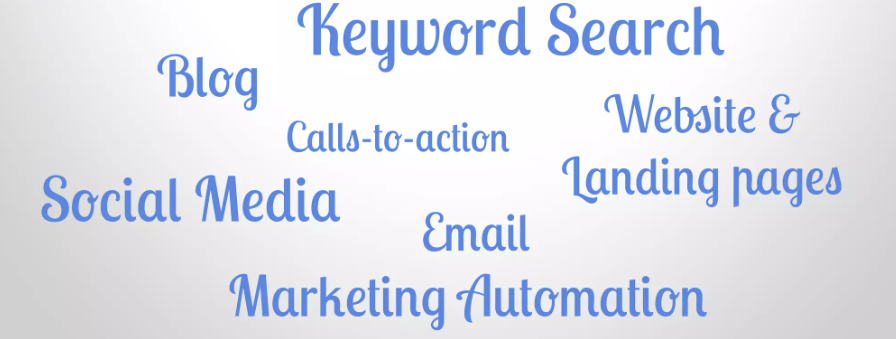 Keyword Search
Blog
Website &
Calls-to-action
Landing pages
Social Media
Email
Marketing Automation